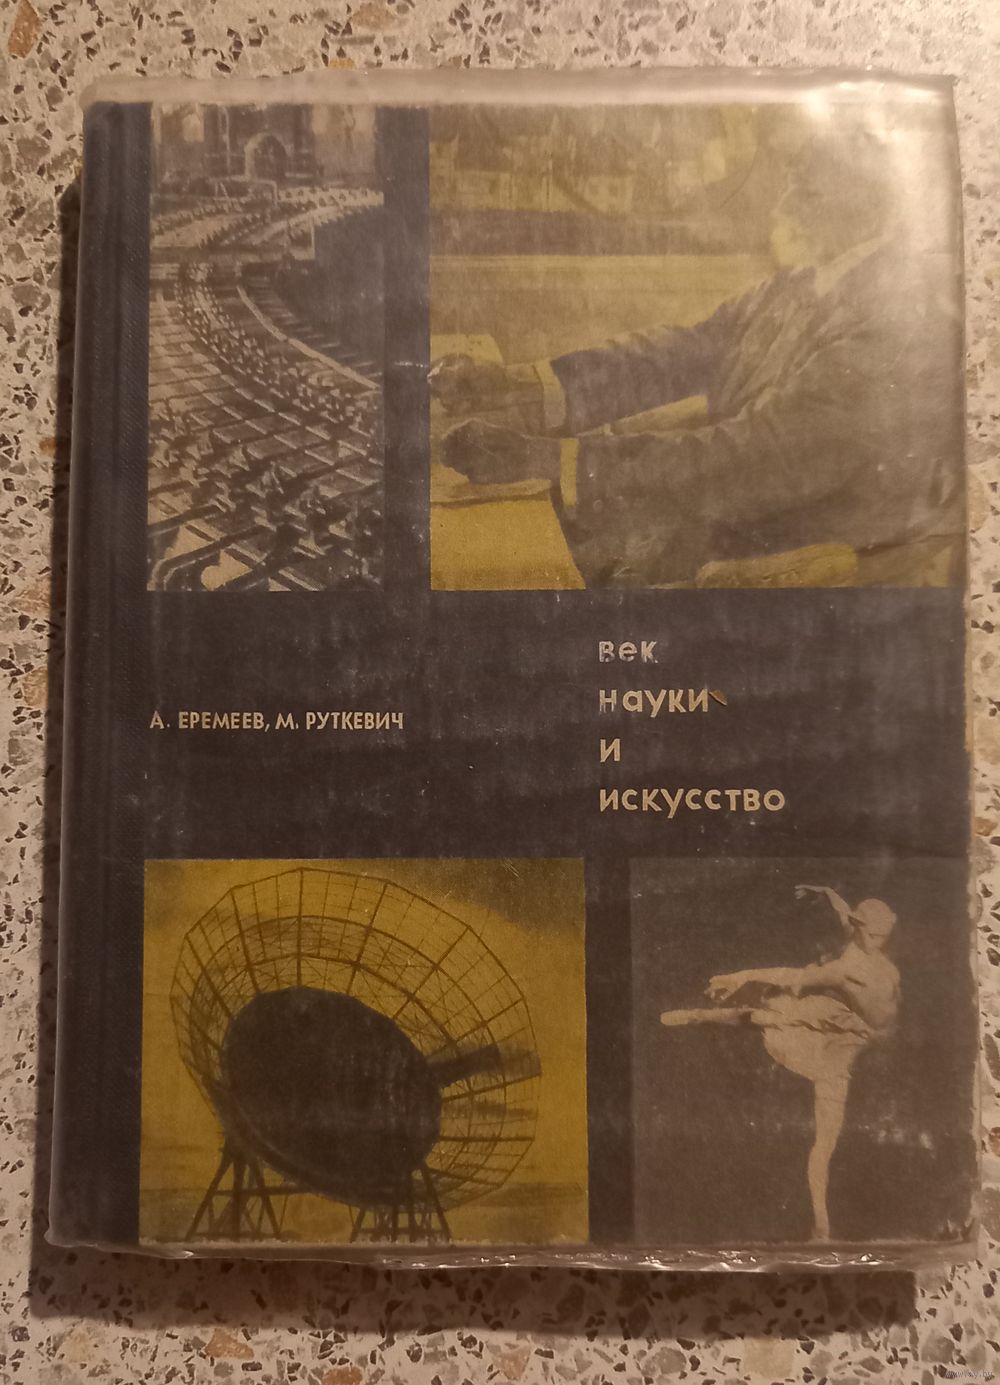 А. ЕРЕМЕЕВ, М. РУТКЕВИЧ
век
науки
и
искусство